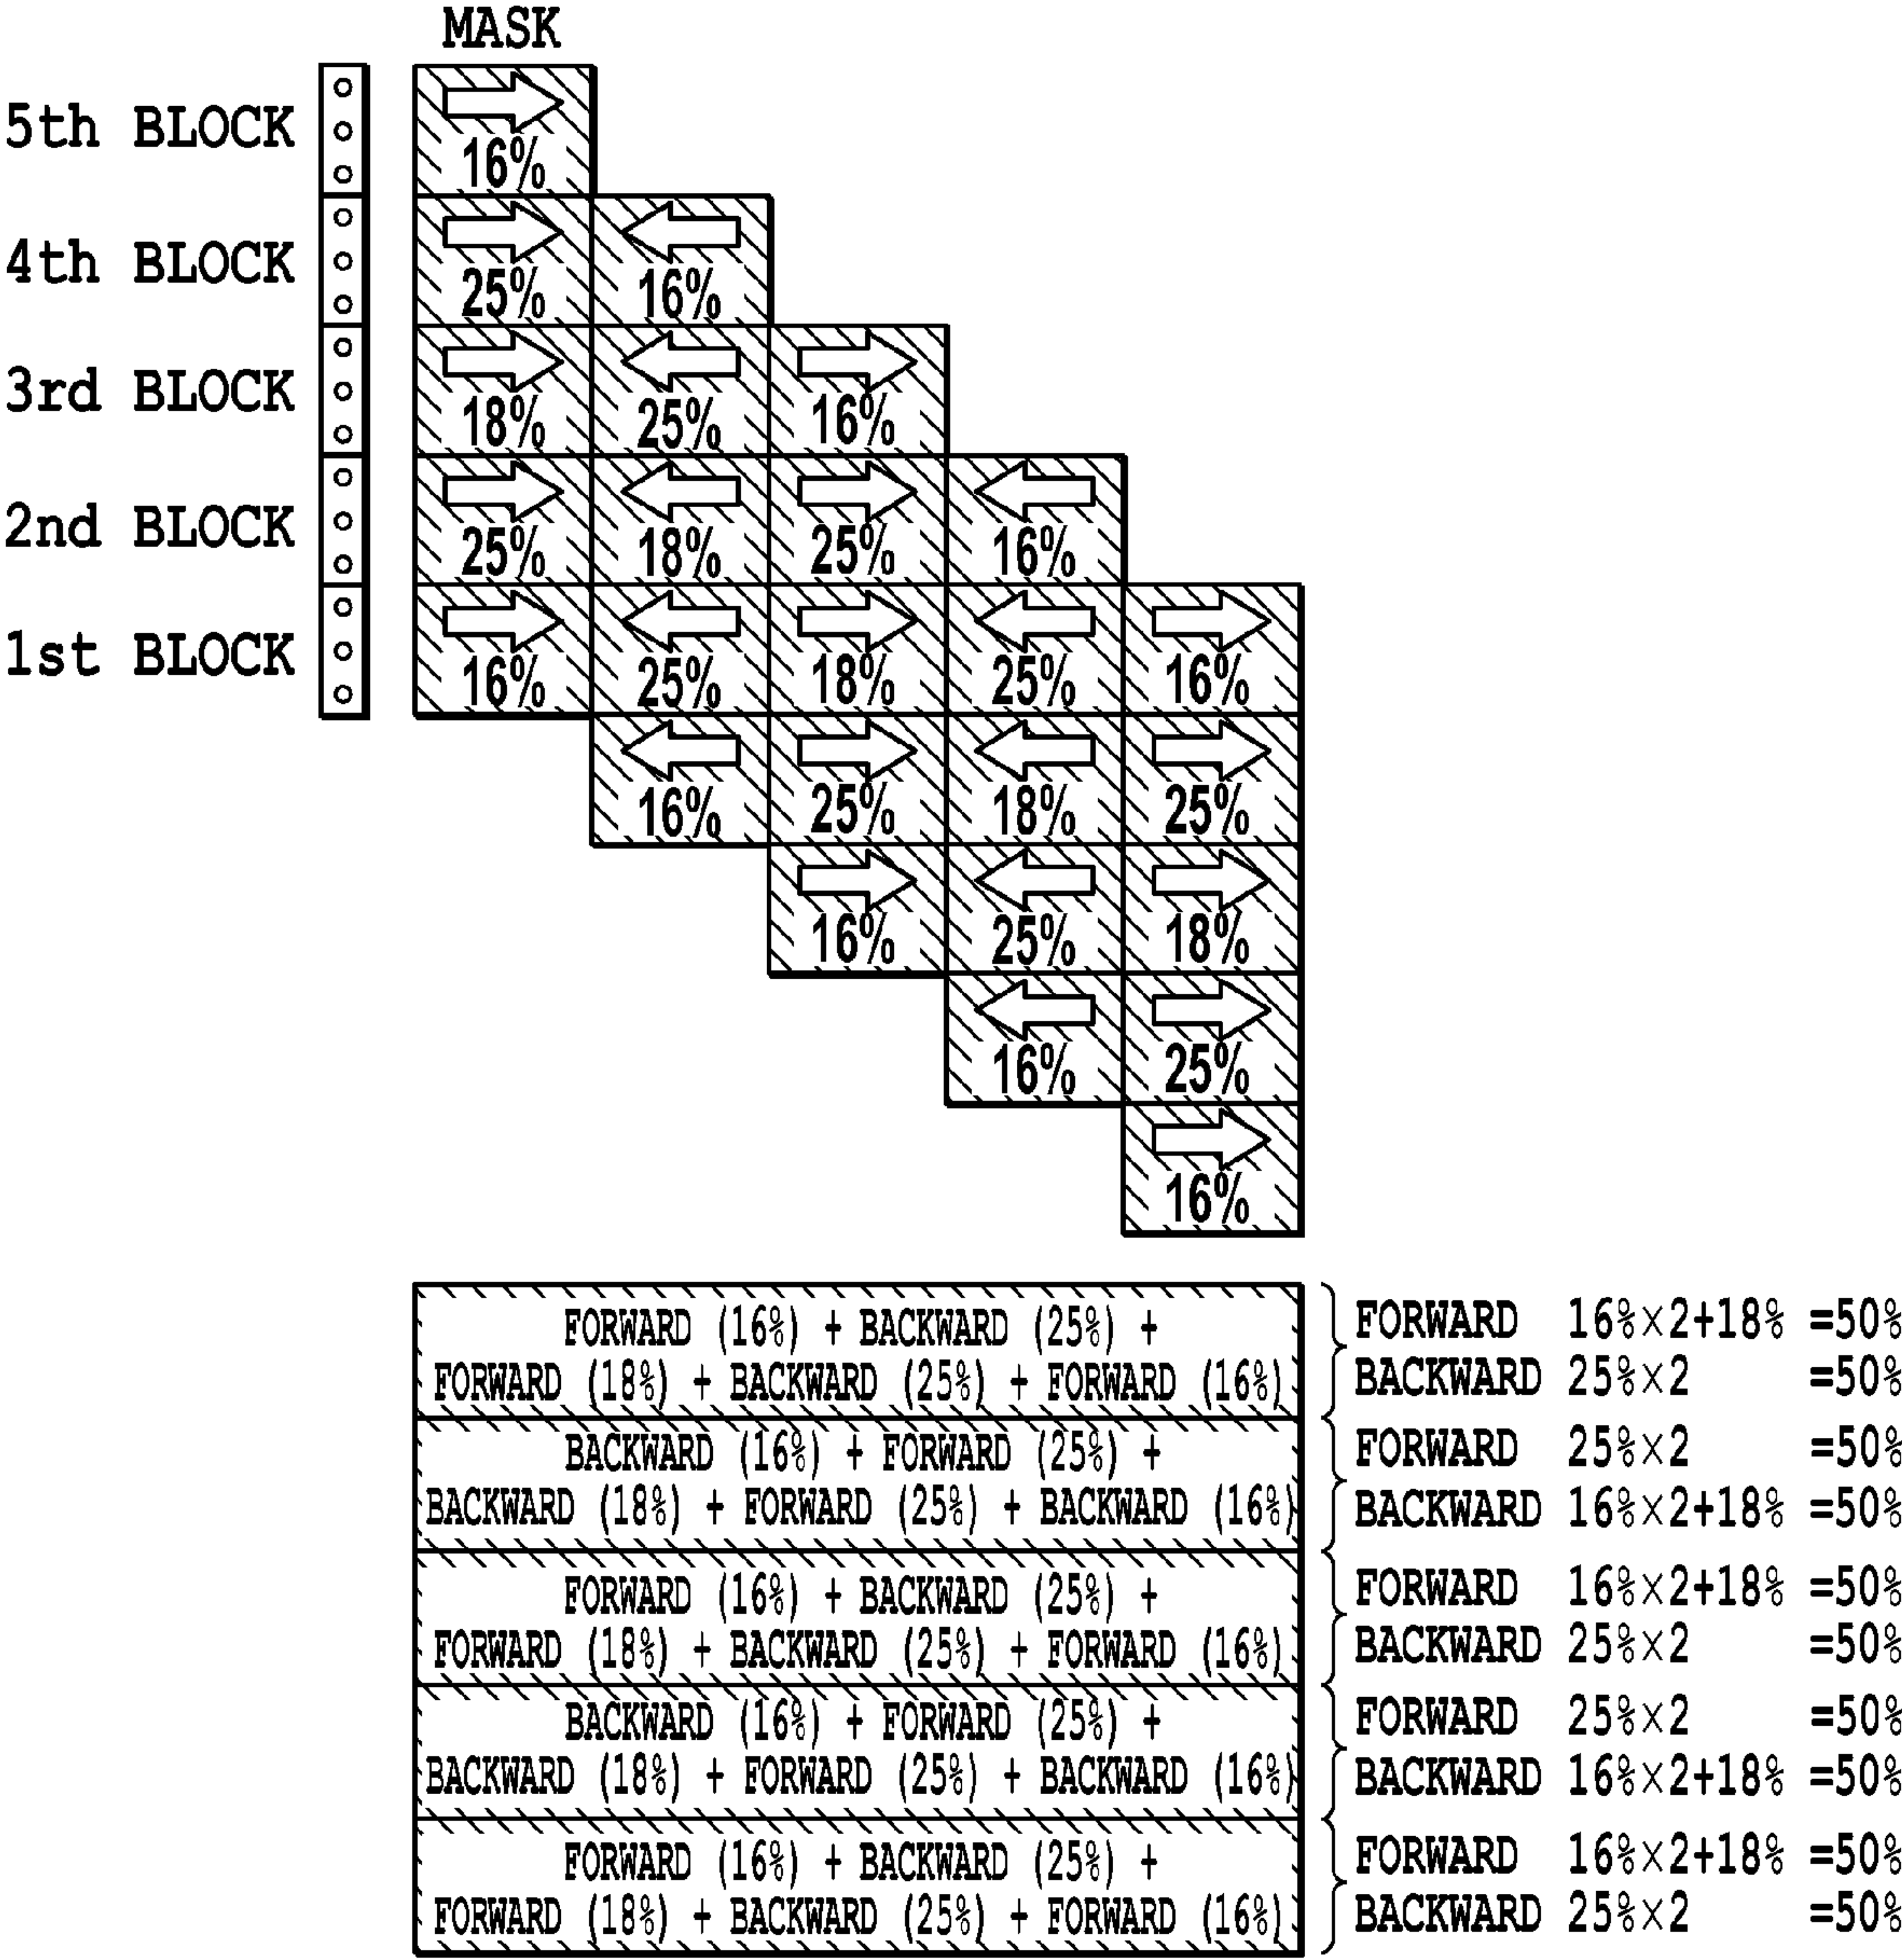 MASK
5th BLOCK 16%
4th BLOCK 25% 16%
3rd BLOCK 18% 25% 16%
2nd BLOCK 25% 18% 25% 16%
1st BLOCK 16% 25% 18% 25% 16%
16% 25% 18% 25%
16% 25% 18%
16% 25%
16%
FORWARD (16%) + BACKWARD (25%) + FORWARD 16%×2+18% =50%
FORWARD (18%) + BACKWARD (25%) + FORWARD (16%) BACKWARD 25%×2 =50%
BACKWARD (16%) + FORWARD (25%) + FORWARD 25%×2 =50%
BACKWARD (18%) + FORWARD (25%) + BACKWARD (16%) BACKWARD 16%×2+18% =50%
FORWARD (16%) + BACKWARD (25%) + FORWARD 16%×2+18% =50%
FORWARD (18%) + BACKWARD (25%) + FORWARD (16%) BACKWARD 25%×2 =50%
BACKWARD (16%) + FORWARD (25%) + FORWARD 25%×2 =50%
BACKWARD (18%) + FORWARD (25%) + BACKWARD (16%) BACKWARD 16%×2+18% =50%
FORWARD (16%) + BACKWARD (25%) + FORWARD 16%×2+18% =50%
FORWARD (18%) + BACKWARD (25%) + FORWARD (16%) BACKWARD 25%×2 =50%